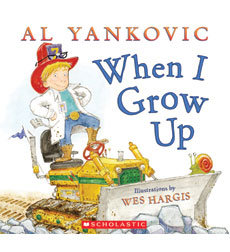 AL YANKOVIC
When I
Grow
Up
Illustrations by
WES HARGIS
SCHOLASTIC